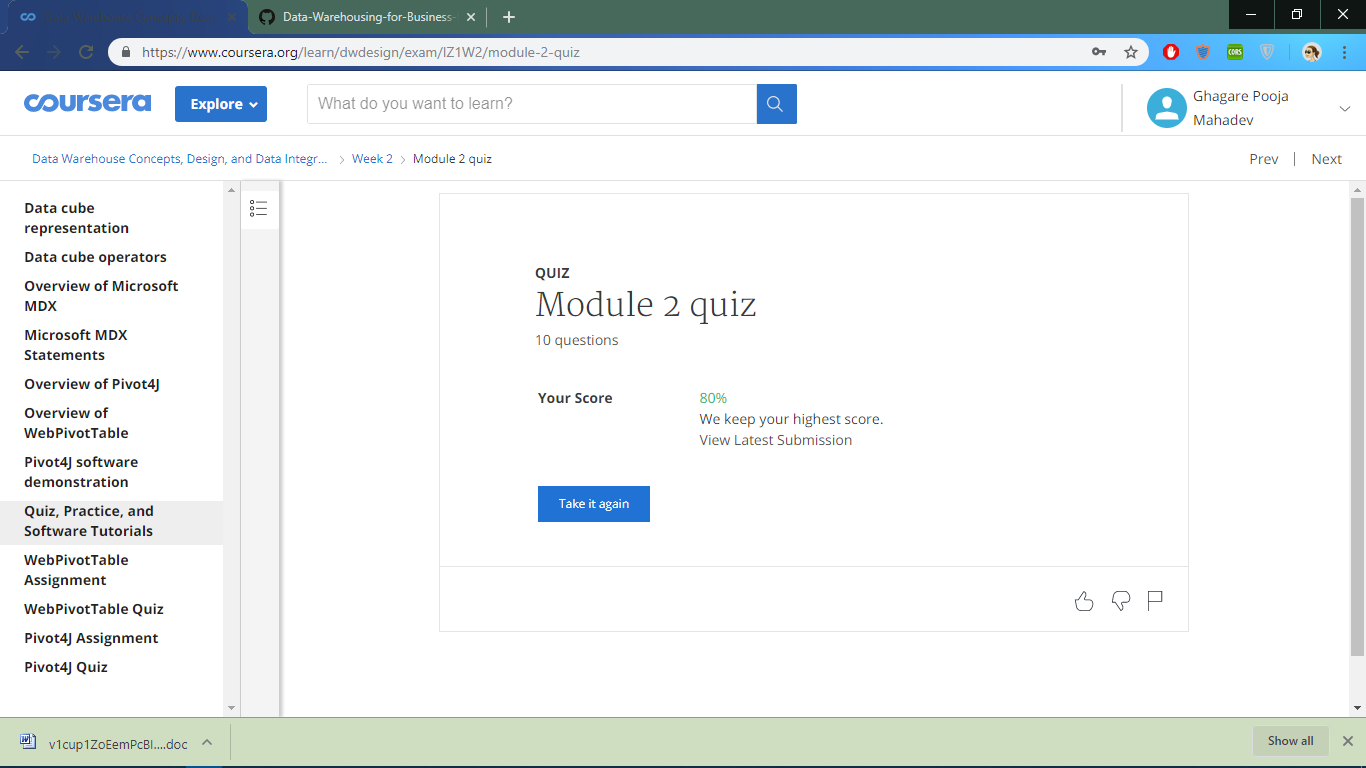 Data-Warehousing-for-Business-
https://www.coursera.org/learn/dwdesign/exam/IZ1W2/module-2-quiz
coursera
Explore
What do you want to learn?
Ghagare Pooja
Mahadev
Data Warehouse Concepts, Design, and Data Integr... > Week 2 > Module 2 quiz
Prev | Next
Data cube
representation
Data cube operators
Overview of Microsoft
MDX
Microsoft MDX
Statements
Overview of Pivot4J
Overview of
WebPivotTable
Pivot4J software
demonstration
Quiz, Practice, and
Software Tutorials
WebPivotTable
Assignment
WebPivotTable Quiz
Pivot4J Assignment
Pivot4J Quiz
QUIZ
Module 2 quiz
10 questions
Your Score
80%
We keep your highest score.
View Latest Submission
Take it again
v1cup1ZoEemPcBI....doc
Show all
CORS